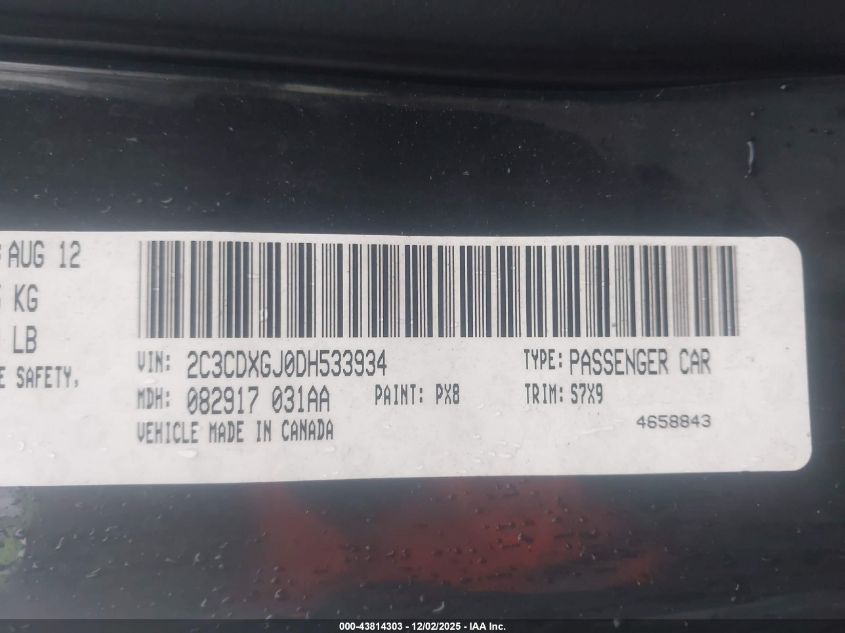 AUG 12
KG
LB
SAFETY.
VIN: 2C3CDXGJ0DH533934 TYPE: PASSENGER CAR
MDH: 082917 031AA PAINT: PX8 TRIM: S7X9
VEHICLE MADE IN CANADA 4658843
000-43814303 - 12/02/2025 - IAA Inc.